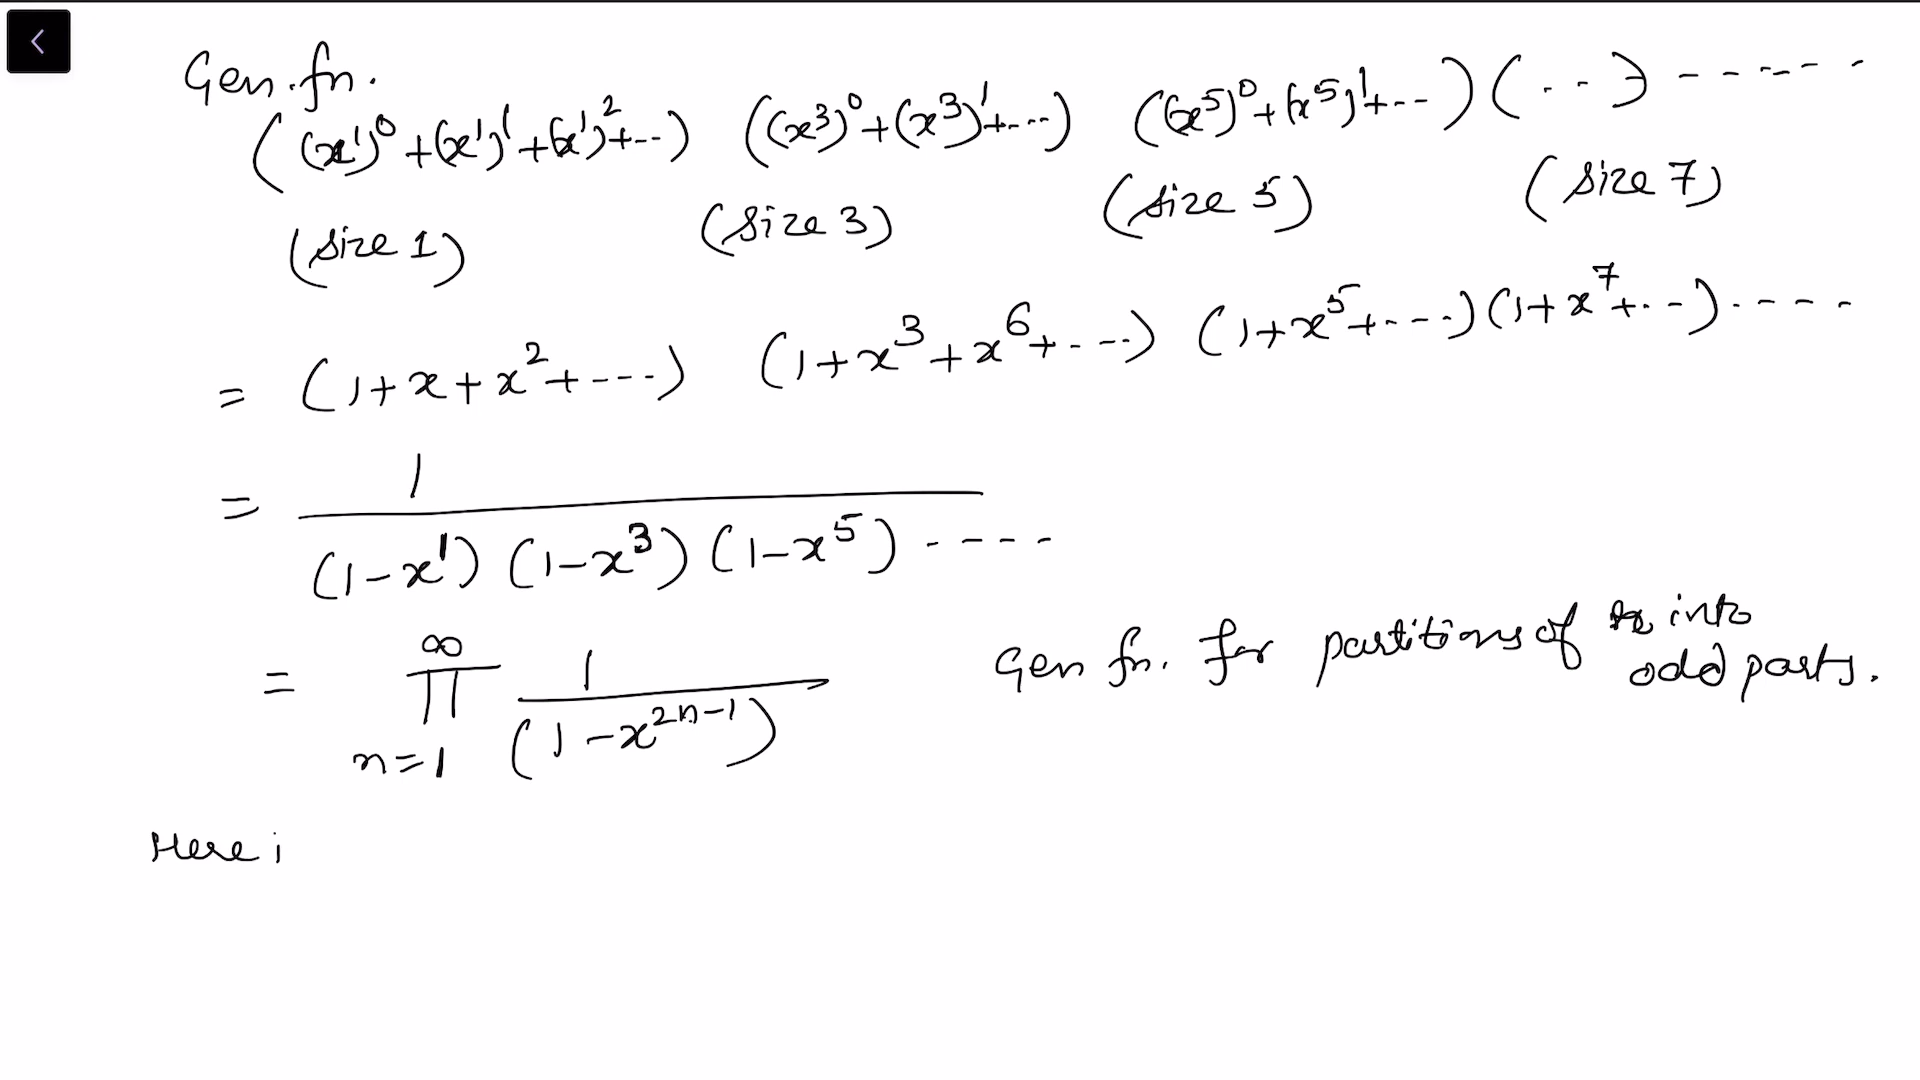 Gen. fn.
((x¹)⁰+(x¹)¹+(x¹)²+...) ((x³)⁰+(x³)¹+....) ((x⁵)⁰+(x⁵)¹+...) (...) ------
(size 1) (size 3) (size 5) (size 7)
= (1+x+x²+....) (1+x³+x⁶+....) (1+x⁵+....) (1+x⁷+...) ....
= 1
(1-x¹) (1-x³) (1-x⁵) ----
= ∞ ∏ n=1 1/(1-x²ⁿ⁻¹) Gen fn. for partitions of into
odd parts.
Here i